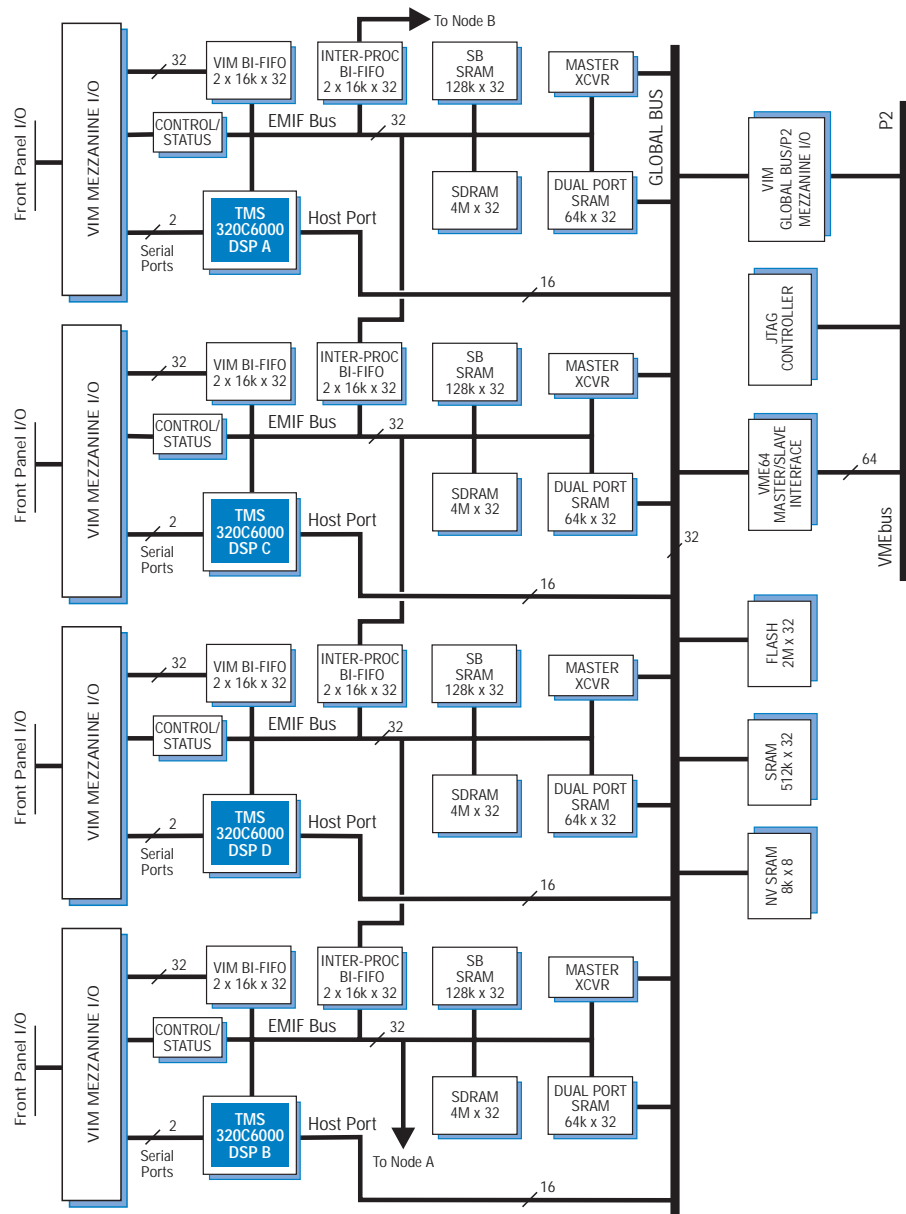 To Node B
Front Panel I/O
VIM MEZZANINE I/O
32
VIM BI-FIFO
2 x 16k x 32
INTER-PROC
BI-FIFO
2 x 16k x 32
SB
SRAM
128k x 32
MASTER
XCVR
CONTROL/
STATUS
EMIF Bus
32
2
Serial
Ports
TMS
320C6000
DSP A
Host Port
SDRAM
4M x 32
DUAL PORT
SRAM
64k x 32
16
GLOBAL BUS
VIM
GLOBAL BUS/P2
MEZZANINE I/O
P2
JTAG
CONTROLLER
Front Panel I/O
VIM MEZZANINE I/O
32
VIM BI-FIFO
2 x 16k x 32
INTER-PROC
BI-FIFO
2 x 16k x 32
SB
SRAM
128k x 32
MASTER
XCVR
CONTROL/
STATUS
EMIF Bus
32
2
Serial
Ports
TMS
320C6000
DSP C
Host Port
SDRAM
4M x 32
DUAL PORT
SRAM
64k x 32
16
32
VME64
MASTER/SLAVE
INTERFACE
64
VMEbus
Front Panel I/O
VIM MEZZANINE I/O
32
VIM BI-FIFO
2 x 16k x 32
INTER-PROC
BI-FIFO
2 x 16k x 32
SB
SRAM
128k x 32
MASTER
XCVR
CONTROL/
STATUS
EMIF Bus
32
2
Serial
Ports
TMS
320C6000
DSP D
Host Port
SDRAM
4M x 32
DUAL PORT
SRAM
64k x 32
16
FLASH
2M x 32
SRAM
512k x 32
NV SRAM
8k x 8
Front Panel I/O
VIM MEZZANINE I/O
32
VIM BI-FIFO
2 x 16k x 32
INTER-PROC
BI-FIFO
2 x 16k x 32
SB
SRAM
128k x 32
MASTER
XCVR
CONTROL/
STATUS
EMIF Bus
32
2
Serial
Ports
TMS
320C6000
DSP B
Host Port
SDRAM
4M x 32
DUAL PORT
SRAM
64k x 32
To Node A
16